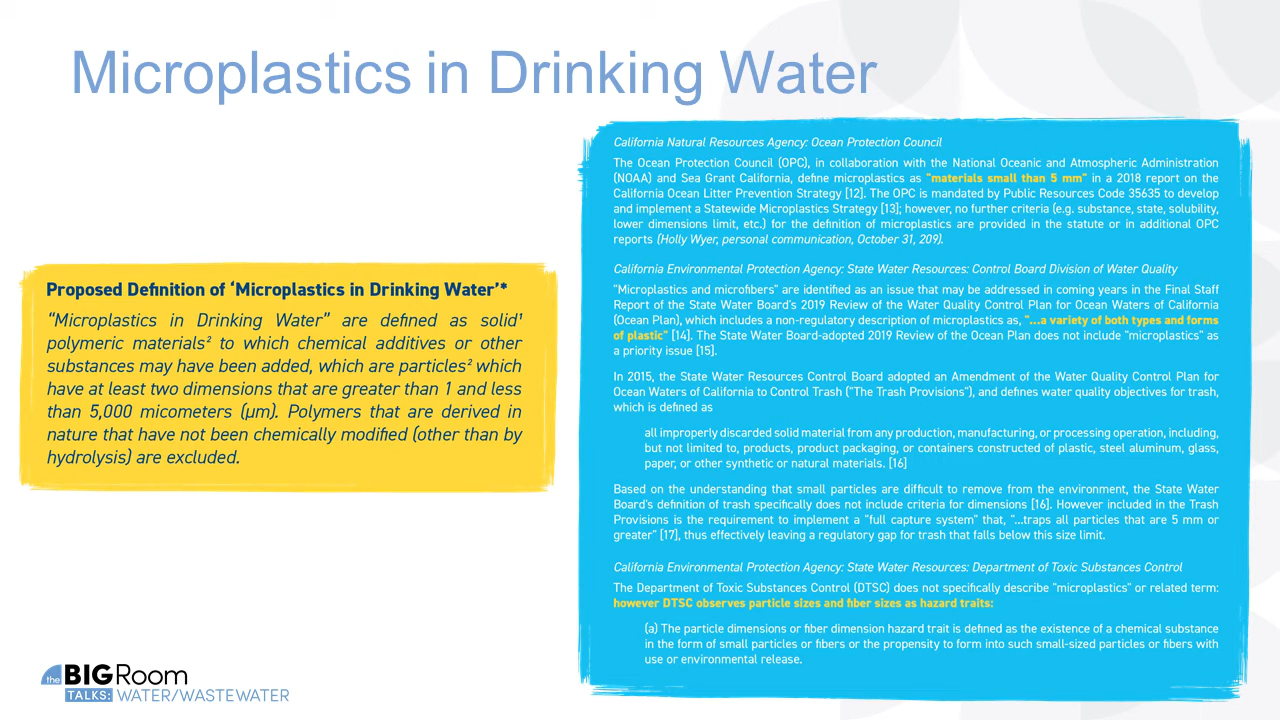 Microplastics in Drinking Water
Proposed Definition of ‘Microplastics in Drinking Water’*
“Microplastics in Drinking Water” are defined as solid¹
polymeric materials² to which chemical additives or other
substances may have been added, which are particles² which
have at least two dimensions that are greater than 1 and less
than 5,000 micometers (µm). Polymers that are derived in
nature that have not been chemically modified (other than by
hydrolysis) are excluded.
California Natural Resources Agency: Ocean Protection Council
The Ocean Protection Council (OPC), in collaboration with the National Oceanic and Atmospheric Administration
(NOAA) and Sea Grant California, define microplastics as "materials small than 5 mm" in a 2018 report on the
California Ocean Litter Prevention Strategy [12]. The OPC is mandated by Public Resources Code 35635 to develop
and implement a Statewide Microplastics Strategy [13]; however, no further criteria (e.g. substance, state, solubility,
lower dimensions limit, etc.) for the definition of microplastics are provided in the statute or in additional OPC
reports (Holly Wyer, personal communication, October 31, 209).
California Environmental Protection Agency: State Water Resources: Control Board Division of Water Quality
"Microplastics and microfibers" are identified as an issue that may be addressed in coming years in the Final Staff
Report of the State Water Board's 2019 Review of the Water Quality Control Plan for Ocean Waters of California
(Ocean Plan), which includes a non-regulatory description of microplastics as, "...a variety of both types and forms
of plastic" [14]. The State Water Board-adopted 2019 Review of the Ocean Plan does not include "microplastics" as
a priority issue [15].
In 2015, the State Water Resources Control Board adopted an Amendment of the Water Quality Control Plan for
Ocean Waters of California to Control Trash ("The Trash Provisions"), and defines water quality objectives for trash,
which is defined as
all improperly discarded solid material from any production, manufacturing, or processing operation, including,
but not limited to, products, product packaging, or containers constructed of plastic, steel aluminum, glass,
paper, or other synthetic or natural materials. [16]
Based on the understanding that small particles are difficult to remove from the environment, the State Water
Board's definition of trash specifically does not include criteria for dimensions [16]. However included in the Trash
Provisions is the requirement to implement a "full capture system" that, "...traps all particles that are 5 mm or
greater" [17], thus effectively leaving a regulatory gap for trash that falls below this size limit.
California Environmental Protection Agency: State Water Resources: Department of Toxic Substances Control
The Department of Toxic Substances Control (DTSC) does not specifically describe "microplastics" or related term:
however DTSC observes particle sizes and fiber sizes as hazard traits:
(a) The particle dimensions or fiber dimension hazard trait is defined as the existence of a chemical substance
in the form of small particles or fibers or the propensity to form into such small-sized particles or fibers with
use or environmental release.
the BIGRoom
TALKS: WATER/WASTEWATER